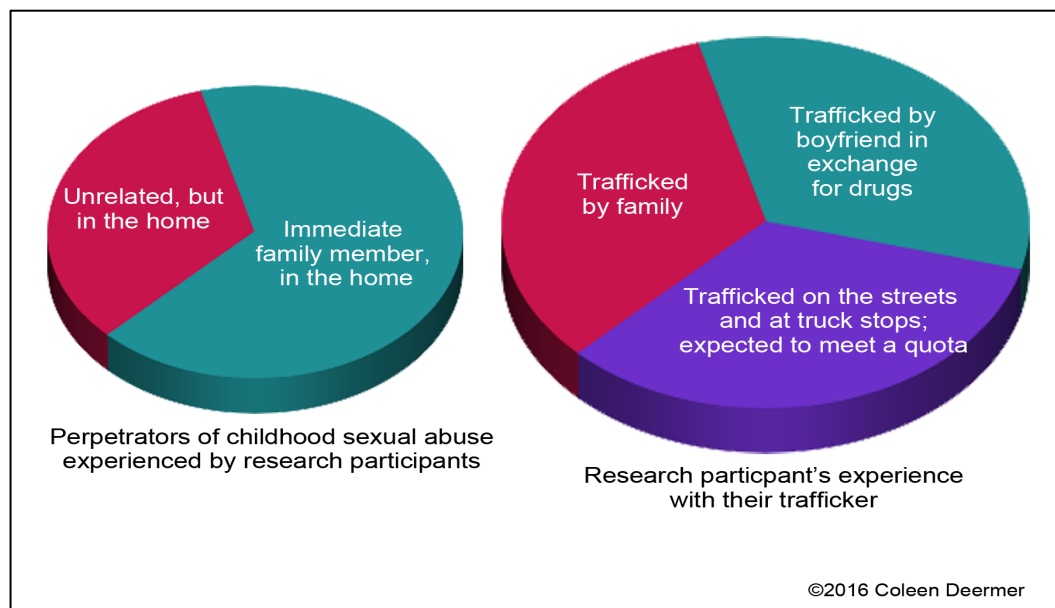 Unrelated, but
in the home
Immediate
family member,
in the home
Perpetrators of childhood sexual abuse
experienced by research participants
Trafficked
by family
Trafficked by
boyfriend in
exchange
for drugs
Trafficked on the streets
and at truck stops;
expected to meet a quota
Research particpant’s experience
with their trafficker
©2016 Coleen Deermer